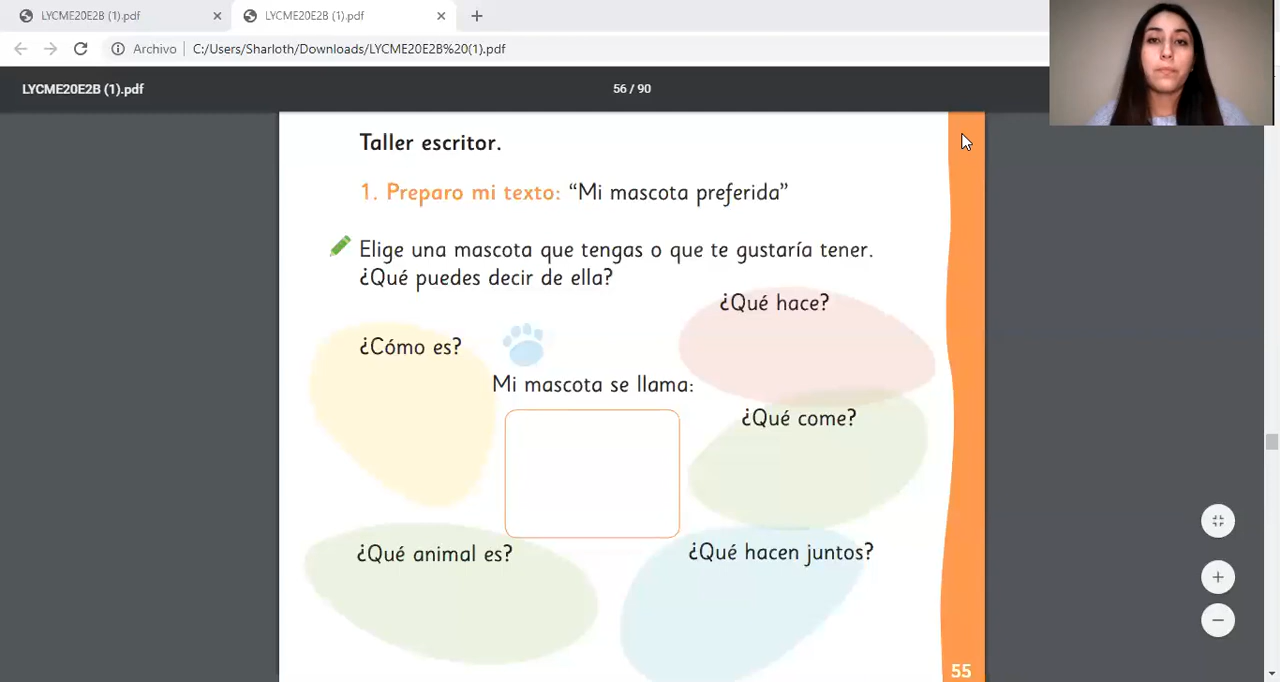 LYCME20E2B (1).pdf
LYCME20E2B (1).pdf
Archivo
C:/Users/Sharloth/Downloads/LYCME20E2B%20(1).pdf
LYCME20E2B (1).pdf
56 / 90
Taller escritor.
1. Preparo mi texto: “Mi mascota preferida”
Elige una mascota que tengas o que te gustaría tener.
¿Qué puedes decir de ella?
¿Qué hace?
¿Cómo es?
Mi mascota se llama:
¿Qué come?
¿Qué animal es?
¿Qué hacen juntos?
55